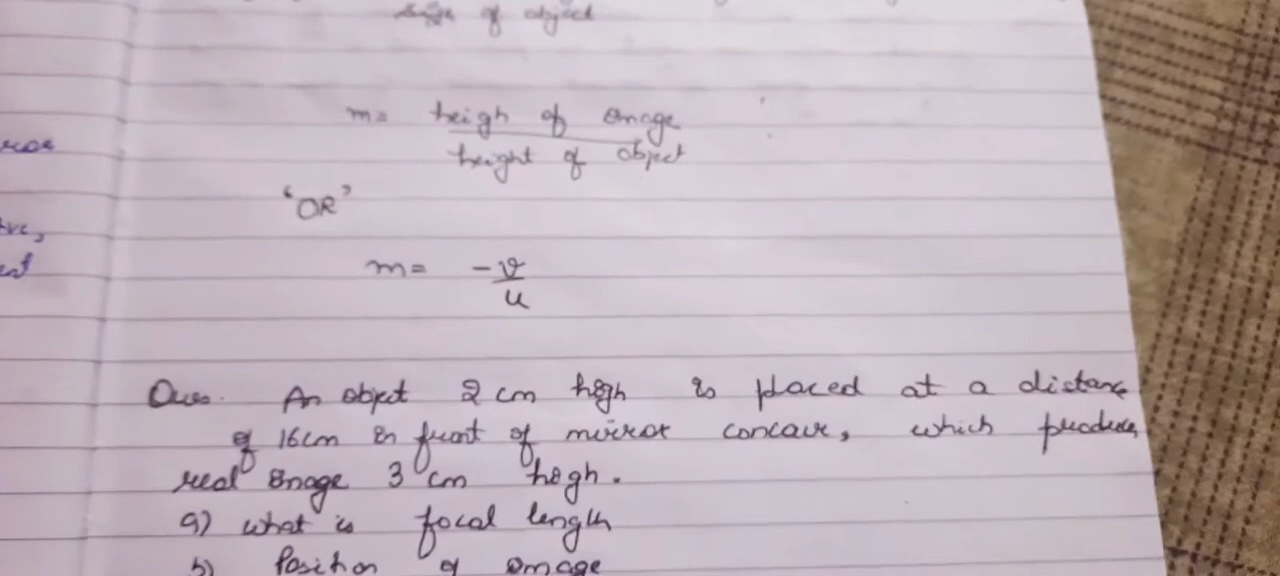 of object
m= heigh of image
height of object
"OR"
m= -v
u
Ques. An object 2 cm high is placed at a distance
of 16cm in front of mirror concave, which produces
real image 3 cm high.
a) what is focal length
b) Position of image